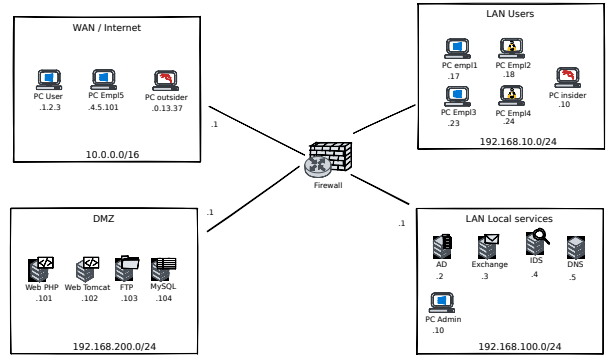 WAN / Internet
PC User
.1.2.3
PC Empl5
.4.5.101
PC outsider
.0.13.37
10.0.0.0/16
LAN Users
PC empl1
.17
PC Empl2
.18
PC insider
.10
PC Empl3
.23
PC Empl4
.24
192.168.10.0/24
.1
Firewall
.1
.1
DMZ
Web PHP
.101
Web Tomcat
.102
FTP
.103
MySQL
.104
192.168.200.0/24
LAN Local services
AD
.2
Exchange
.3
IDS
.4
DNS
.5
PC Admin
.10
192.168.100.0/24